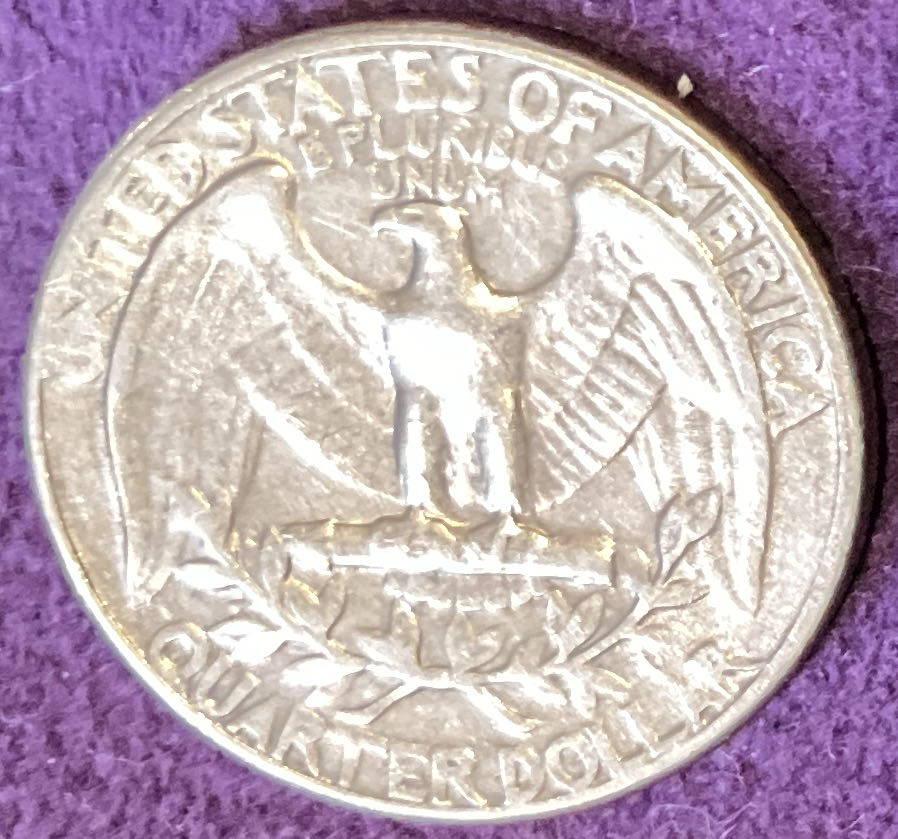 UNITED STATES OF AMERICA
E PLURIBUS
UNUM
QUARTER DOLLAR